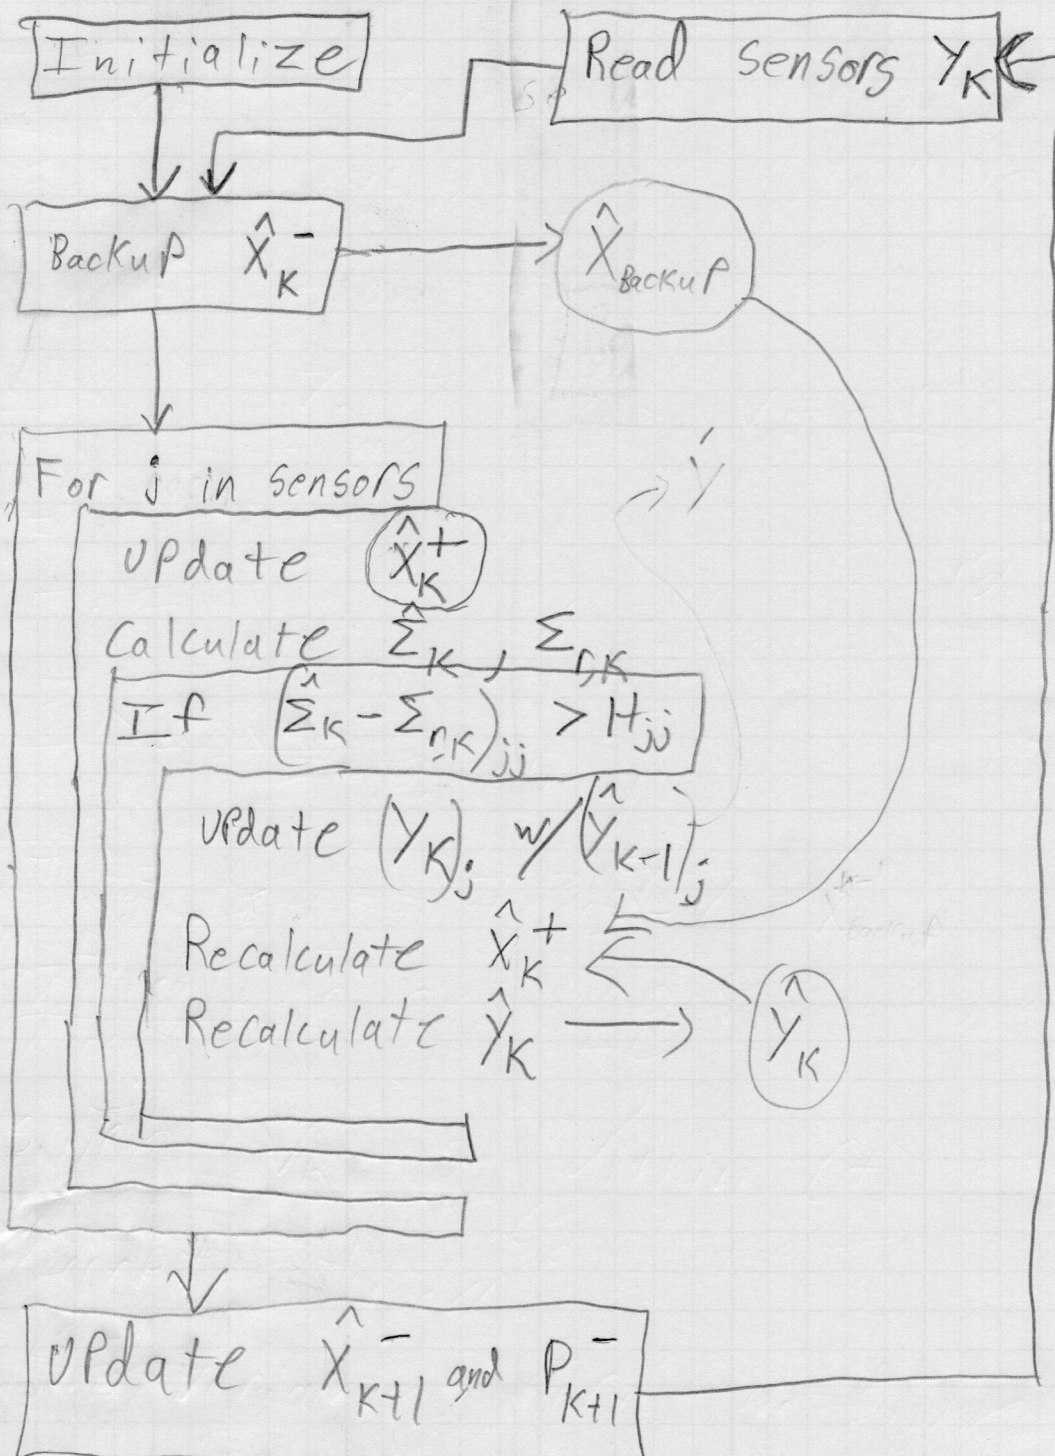 Initialize
Read sensors Y_K
Backup X̂_K^-
X̂_Backup
For j in sensors
Ý
Update X̂_K^+
Calculate Σ̂_K, Σ_r,K
If (Σ̂_K - Σ_r,K)_jj > H_jj
Update (Y_K)_j w/ (Ŷ_K-1)_j
Recalculate X̂_K^+
Recalculate Ŷ_K
Ŷ_K
Update X̂_K+1^- and P_K+1^-